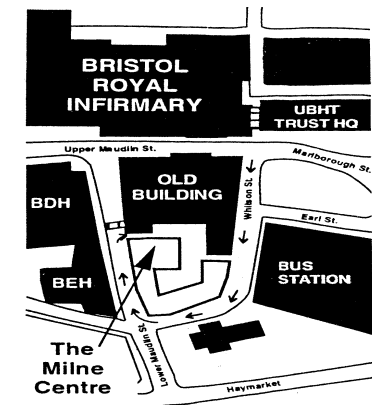 BRISTOL
ROYAL
INFIRMARY
UBHT
TRUST HQ
Upper Maudlin St.
Marlborough St.
OLD
BUILDING
Whitson St.
BDH
Earl St.
BEH
BUS
STATION
The
Milne
Centre
Lower Maudlin St.
Haymarket